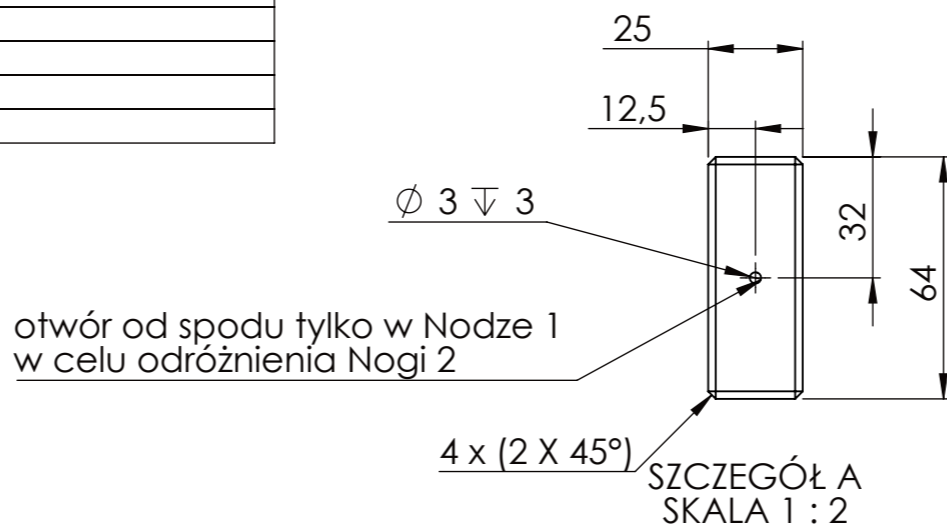 25
12,5
∅ 3 ↧ 3
32
64
otwór od spodu tylko w Nodze 1
w celu odróżnienia Nogi 2
4 x (2 X 45°)
SZCZEGÓŁ A
SKALA 1 : 2